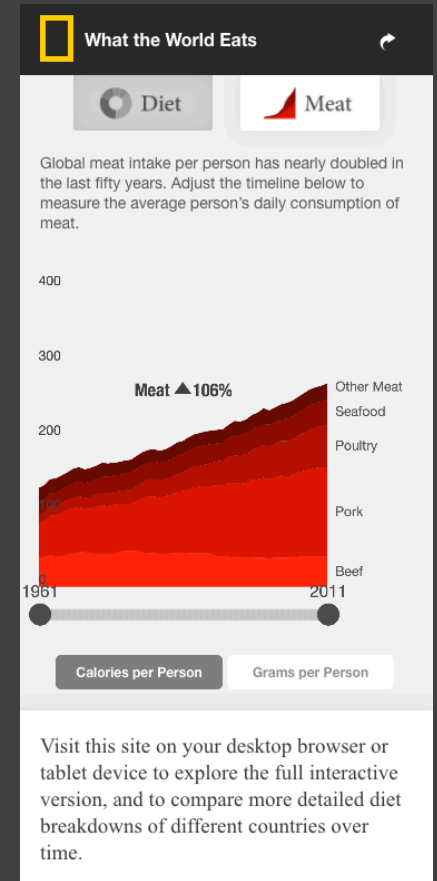 What the World Eats
Diet
Meat
Global meat intake per person has nearly doubled in
the last fifty years. Adjust the timeline below to
measure the average person's daily consumption of
meat.
400
300
Meat ▲106%
Other Meat
Seafood
200
Poultry
100
Pork
Beef
0
1961
2011
Calories per Person
Grams per Person
Visit this site on your desktop browser or
tablet device to explore the full interactive
version, and to compare more detailed diet
breakdowns of different countries over
time.